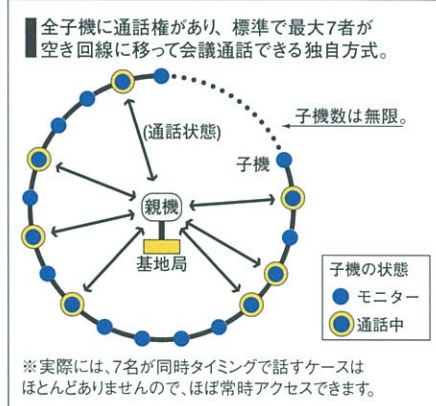 全子機に通話権があり、標準で最大7者が
空き回線に移って会議通話できる独自方式。
子機数は無限。
(通話状態)
子機
親機
基地局
子機の状態
モニター
通話中
※実際には、7名が同時タイミングで話すケースは
ほとんどありませんので、ほぼ常時アクセスできます。